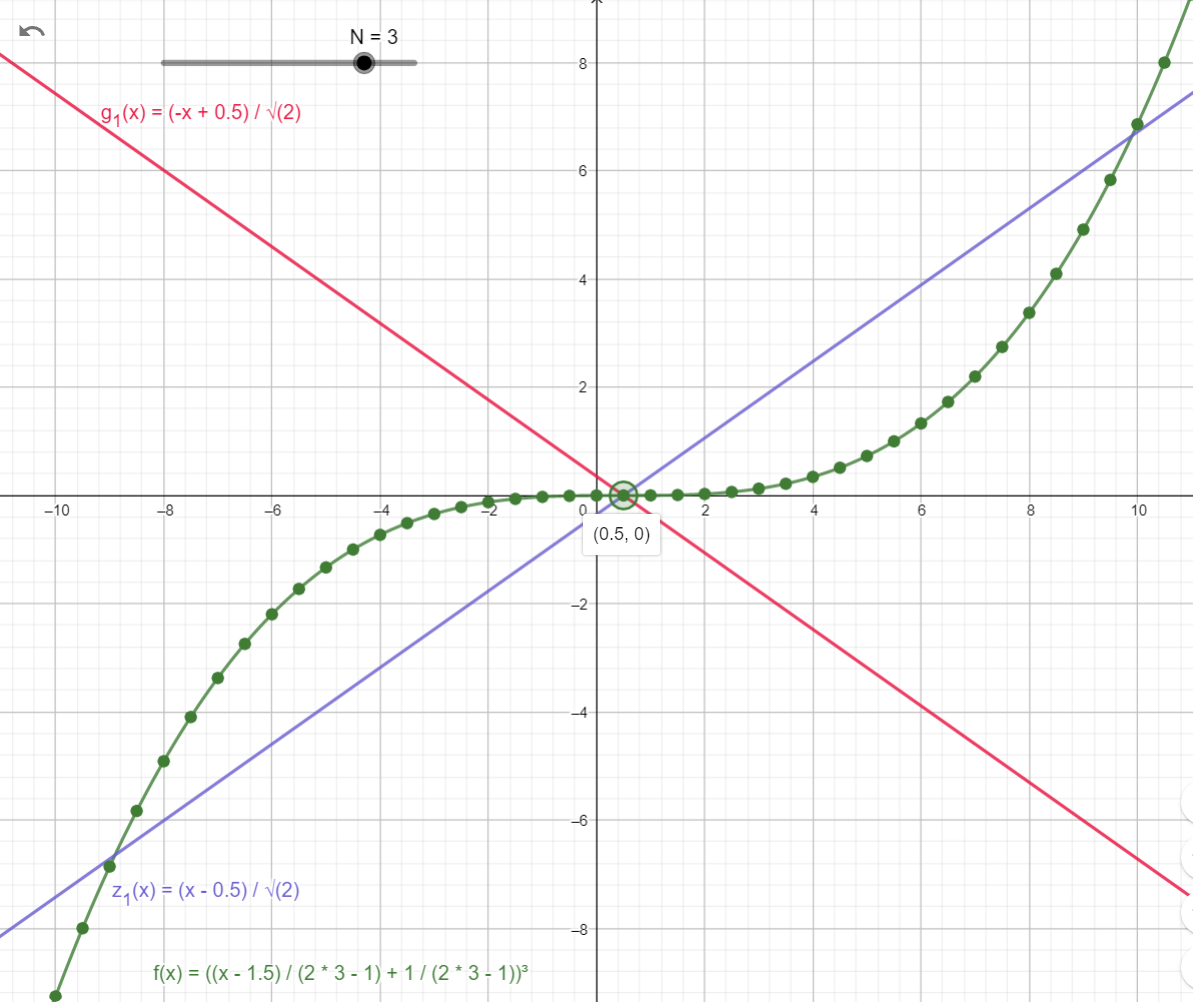 N = 3
g₁(x) = (-x + 0.5) / √(2)
8
6
4
2
−10 −8 −6 −4 −2 0 2 4 6 8 10
(0.5, 0)
−2
−4
−6
−8
z₁(x) = (x - 0.5) / √(2)
f(x) = ((x - 1.5) / (2 * 3 - 1) + 1 / (2 * 3 - 1))³